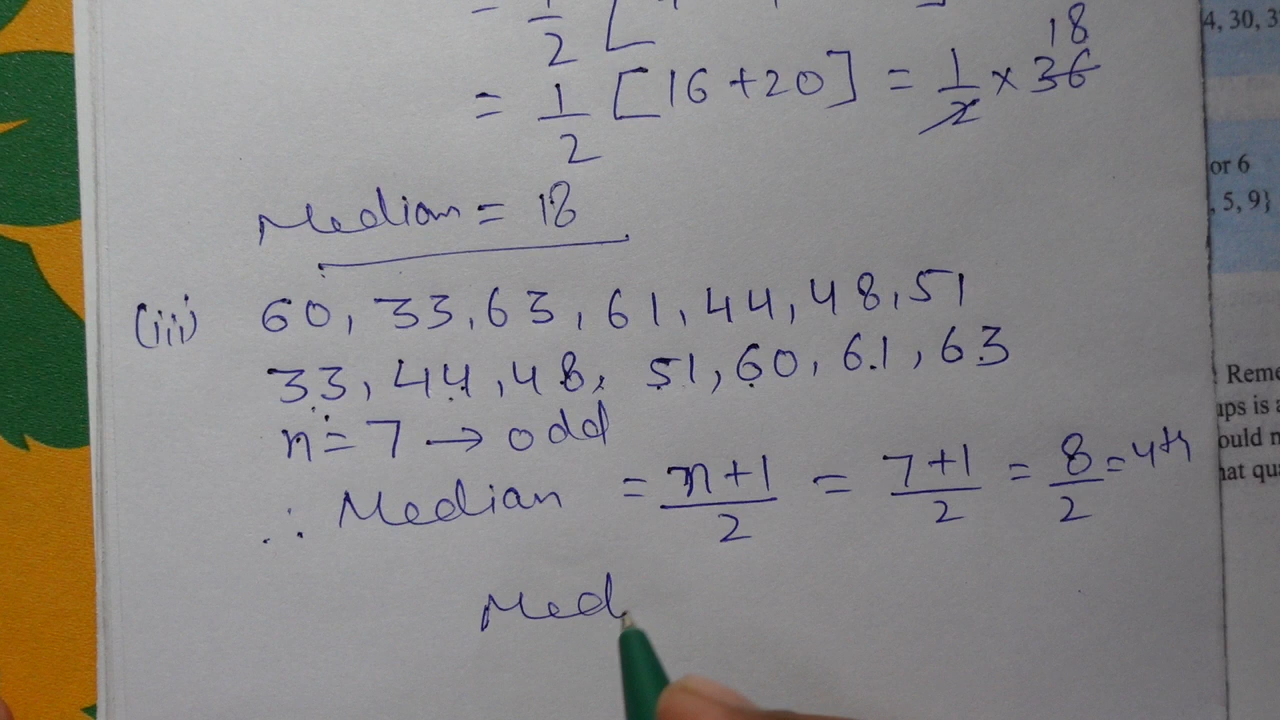 = 1/2 [
= 1/2 [16+20] = 1/2 × 36 18
Median = 18
(iii) 60, 33, 63, 61, 44, 48, 51
33, 44, 48, 51, 60, 61, 63
n = 7 → odd
∴ Median = n+1/2 = 7+1/2 = 8/2 = 4th
Med
4, 30, 3
or 6
, 5, 9}
Reme
ups is a
ould n
hat qu